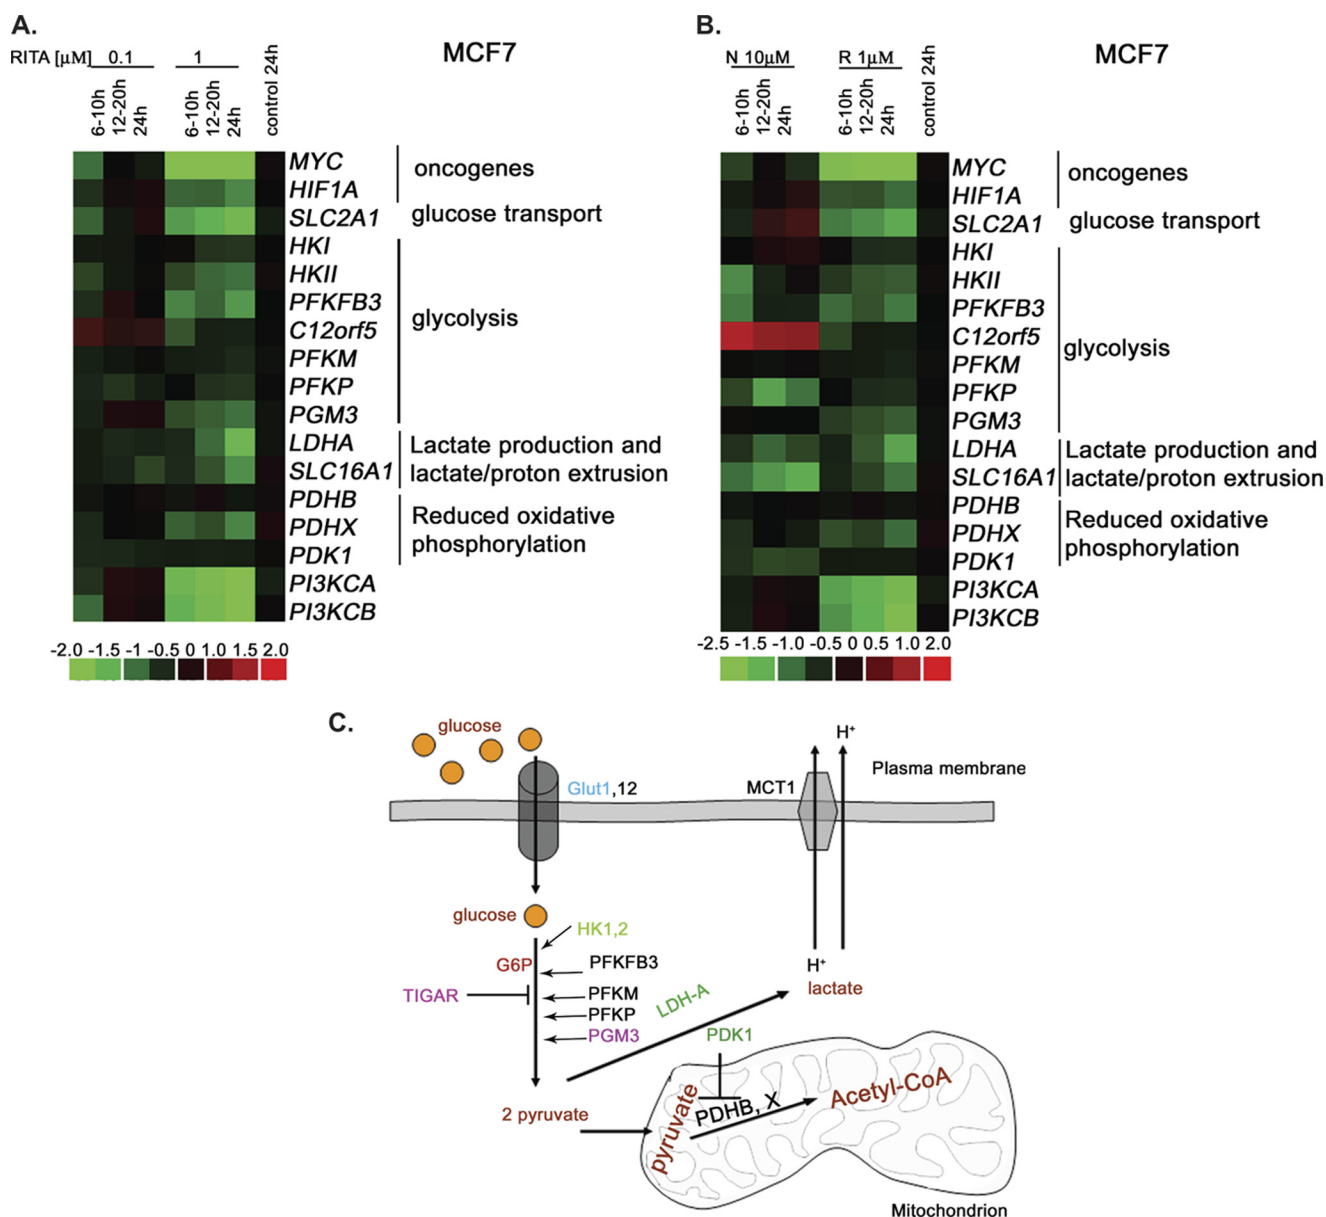 A.
RITA [µM] 0.1 1
MCF7
6-10h
12-20h
24h
6-10h
12-20h
24h
control 24h
MYC
HIF1A
SLC2A1
HKI
HKII
PFKFB3
C12orf5
PFKM
PFKP
PGM3
LDHA
SLC16A1
PDHB
PDHX
PDK1
PI3KCA
PI3KCB
oncogenes
glucose transport
glycolysis
Lactate production and
lactate/proton extrusion
Reduced oxidative
phosphorylation
-2.0 -1.5 -1 -0.5 0 1.0 1.5 2.0
B.
N 10µM R 1µM
MCF7
6-10h
12-20h
24h
6-10h
12-20h
24h
control 24h
MYC
HIF1A
SLC2A1
HKI
HKII
PFKFB3
C12orf5
PFKM
PFKP
PGM3
LDHA
SLC16A1
PDHB
PDHX
PDK1
PI3KCA
PI3KCB
oncogenes
glucose transport
glycolysis
Lactate production and
lactate/proton extrusion
Reduced oxidative
phosphorylation
-2.5 -1.5 -1.0 -0.5 0 0.5 1.0 2.0
C.
glucose
H+
Plasma membrane
Glut1,12
MCT1
glucose
HK1,2
G6P
PFKFB3
TIGAR
PFKM
PFKP
PGM3
LDH-A
H+
lactate
PDK1
2 pyruvate
pyruvate
PDHB, X
Acetyl-CoA
Mitochondrion